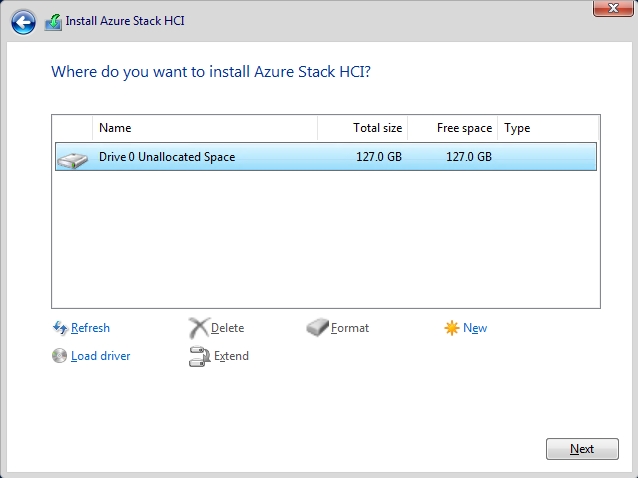 Install Azure Stack HCI
Where do you want to install Azure Stack HCI?
Name Total size Free space Type
Drive 0 Unallocated Space 127.0 GB 127.0 GB
Refresh Delete Format New
Load driver Extend
Next